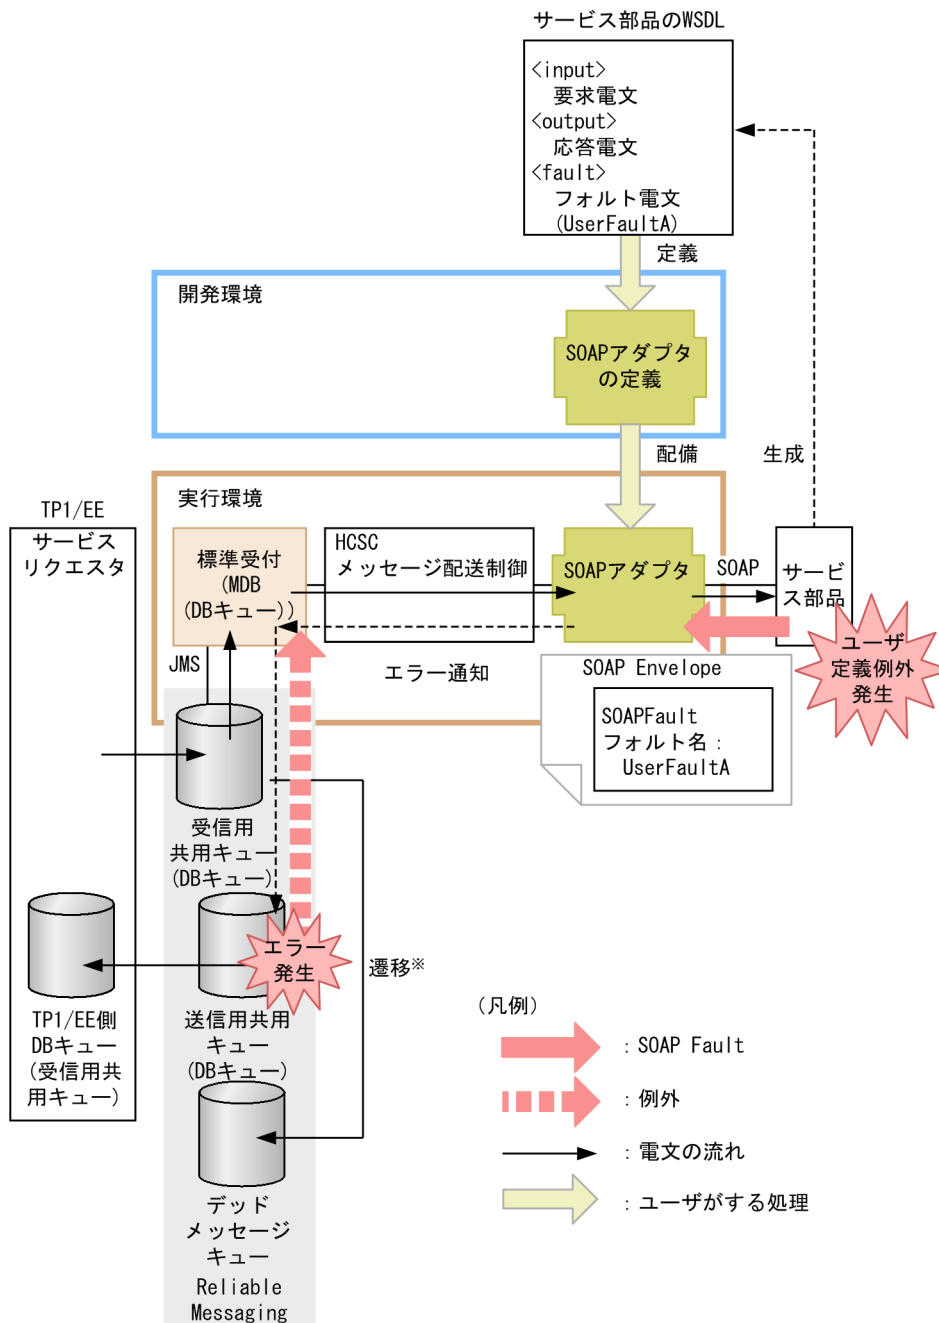 サービス部品のWSDL
<input>
要求電文
<output>
応答電文
<fault>
フォルト電文
(UserFaultA)
定義
開発環境
SOAPアダプタ
の定義
配備
生成
実行環境
TP1/EE
サービス
リクエスタ
標準受付
(MDB
(DBキュー))
HCSC
メッセージ配送制御
SOAPアダプタ
SOAP
サービ
ス部品
ユーザ
定義例外
発生
JMS
エラー通知
SOAP Envelope
SOAPFault
フォルト名:
UserFaultA
受信用
共用キュー
(DBキュー)
エラー
発生
遷移※
TP1/EE側
DBキュー
(受信用共
用キュー)
送信用共用
キュー
(DBキュー)
デッド
メッセージ
キュー
Reliable
Messaging
(凡例)
:SOAP Fault
:例外
:電文の流れ
:ユーザがする処理